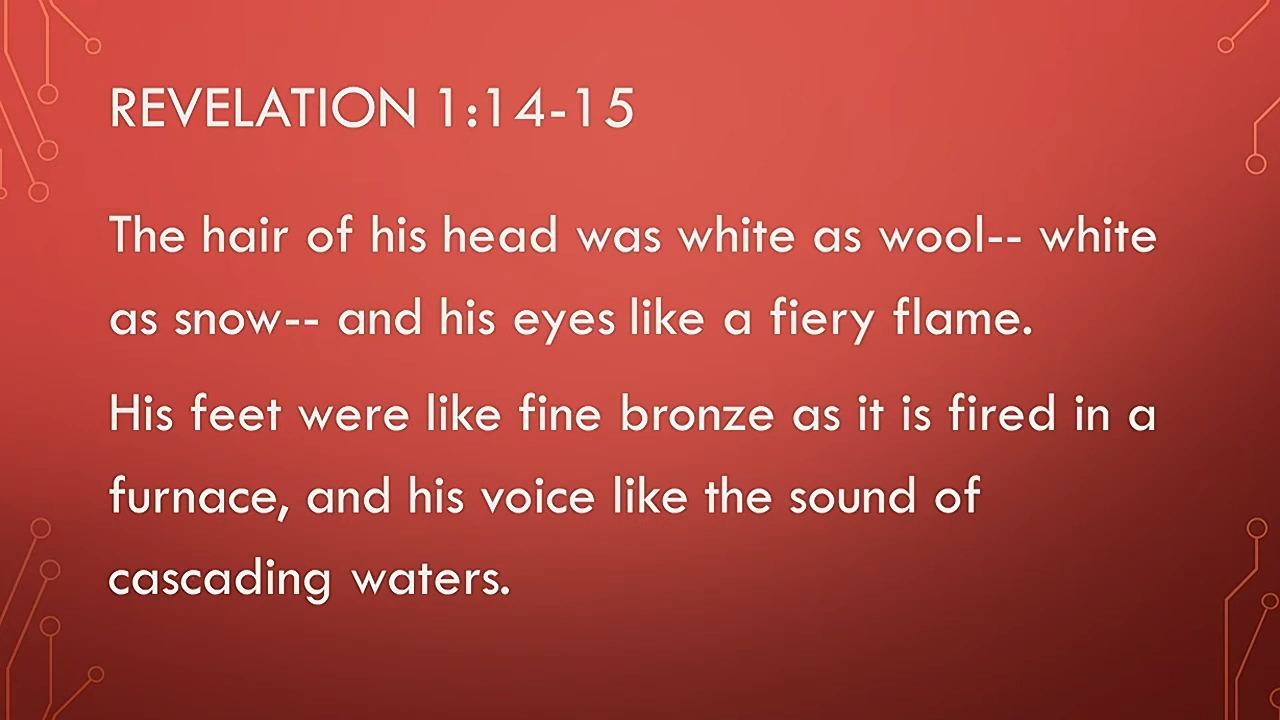 REVELATION 1:14-15
The hair of his head was white as wool-- white
as snow-- and his eyes like a fiery flame.
His feet were like fine bronze as it is fired in a
furnace, and his voice like the sound of
cascading waters.